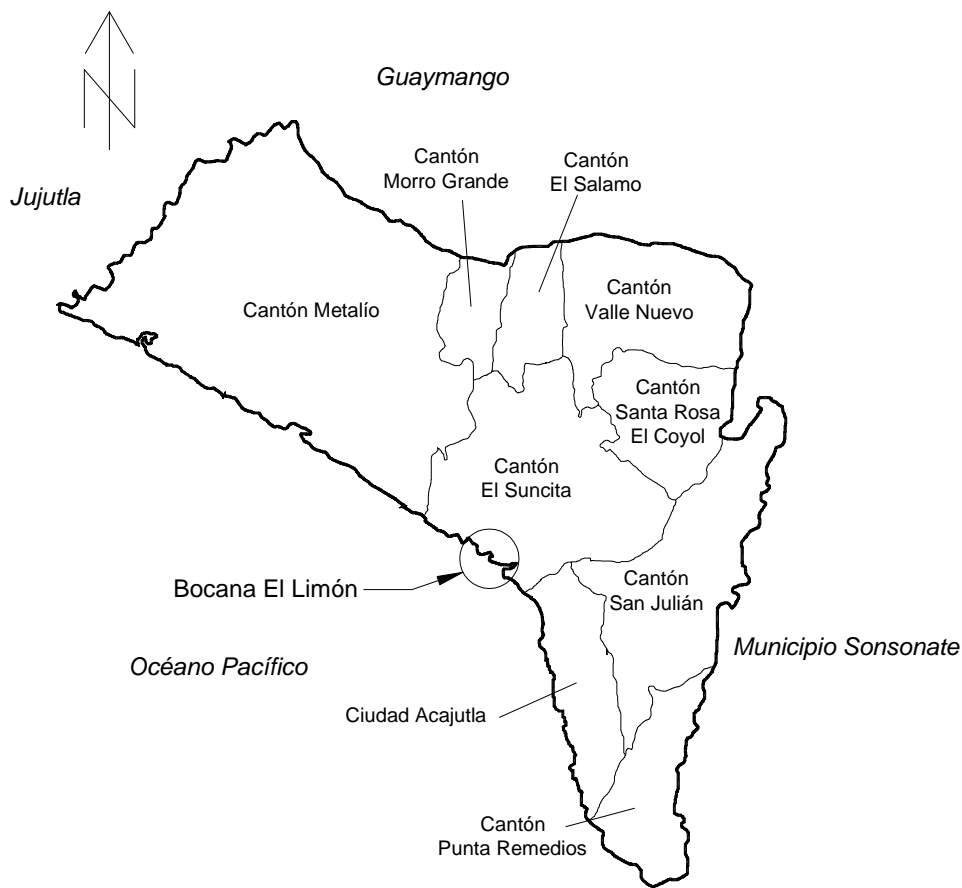 N
Guaymango
Cantón
Morro Grande
Cantón
El Salamo
Jujutla
Cantón Metalío
Cantón
Valle Nuevo
Cantón
Santa Rosa
El Coyol
Cantón
El Suncita
Bocana El Limón
Cantón
San Julián
Océano Pacífico
Municipio Sonsonate
Ciudad Acajutla
Cantón
Punta Remedios